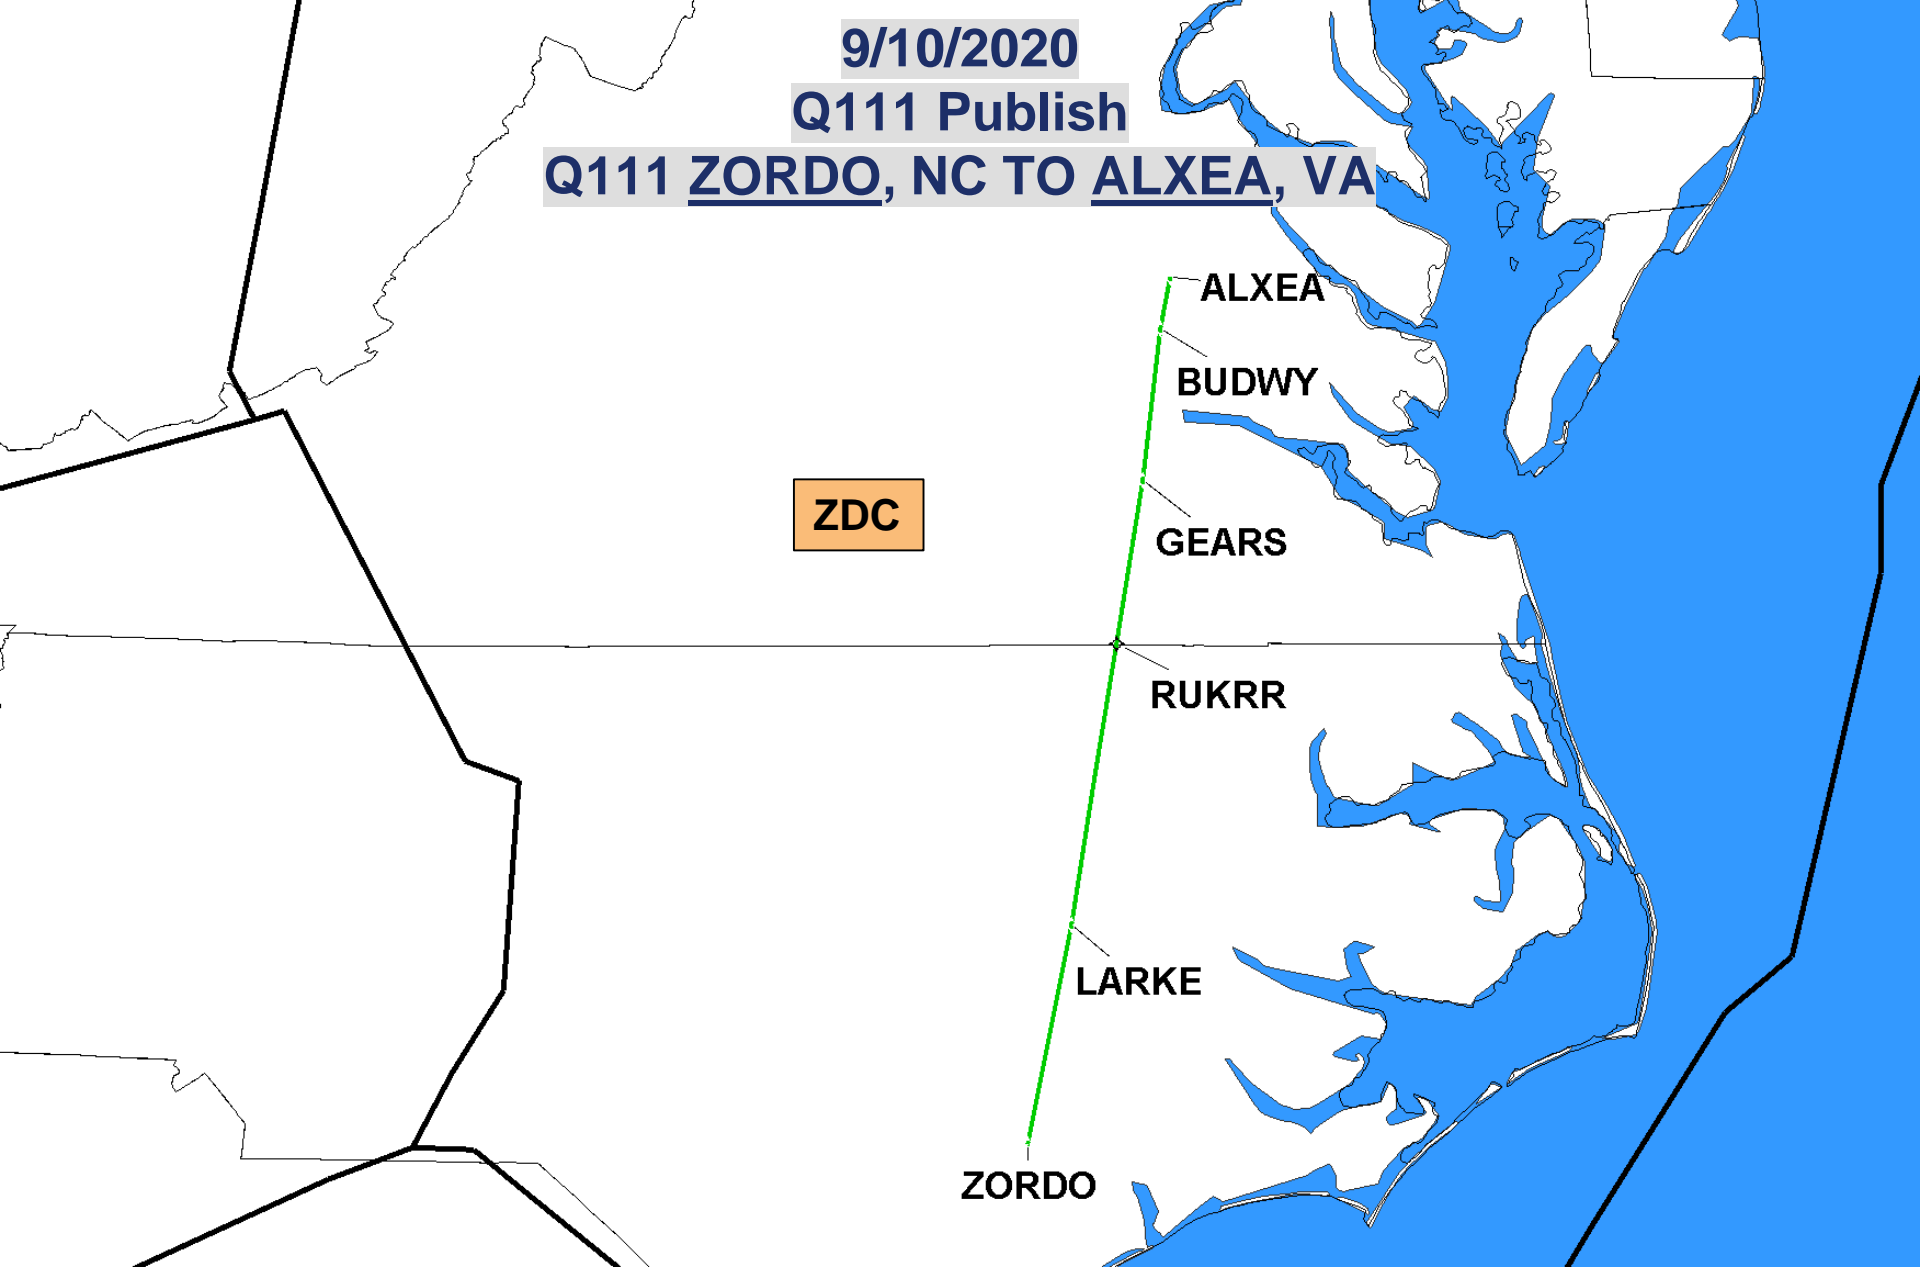 9/10/2020
Q111 Publish
Q111 ZORDO, NC TO ALXEA, VA
ALXEA
BUDWY
ZDC
GEARS
RUKRR
LARKE
ZORDO